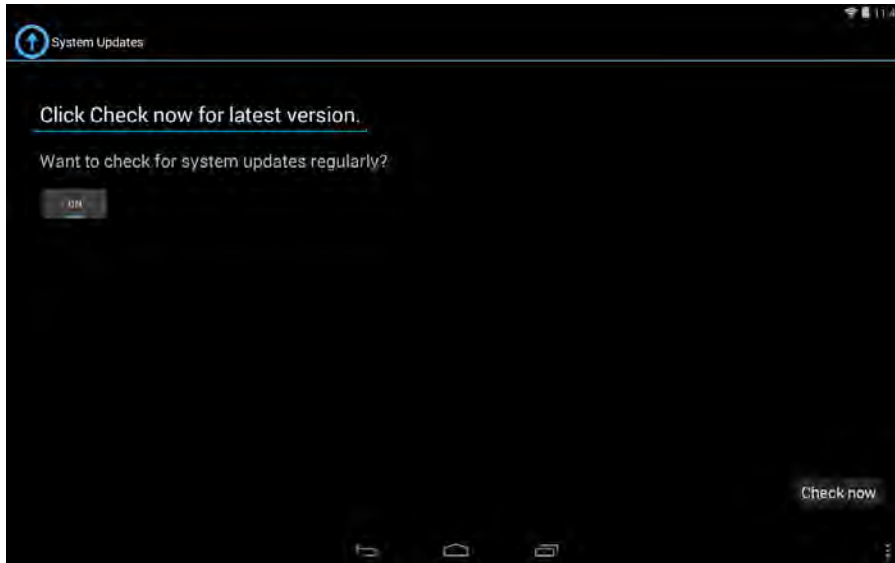 System Updates
Click Check now for latest version.
Want to check for system updates regularly?
ON
Check now